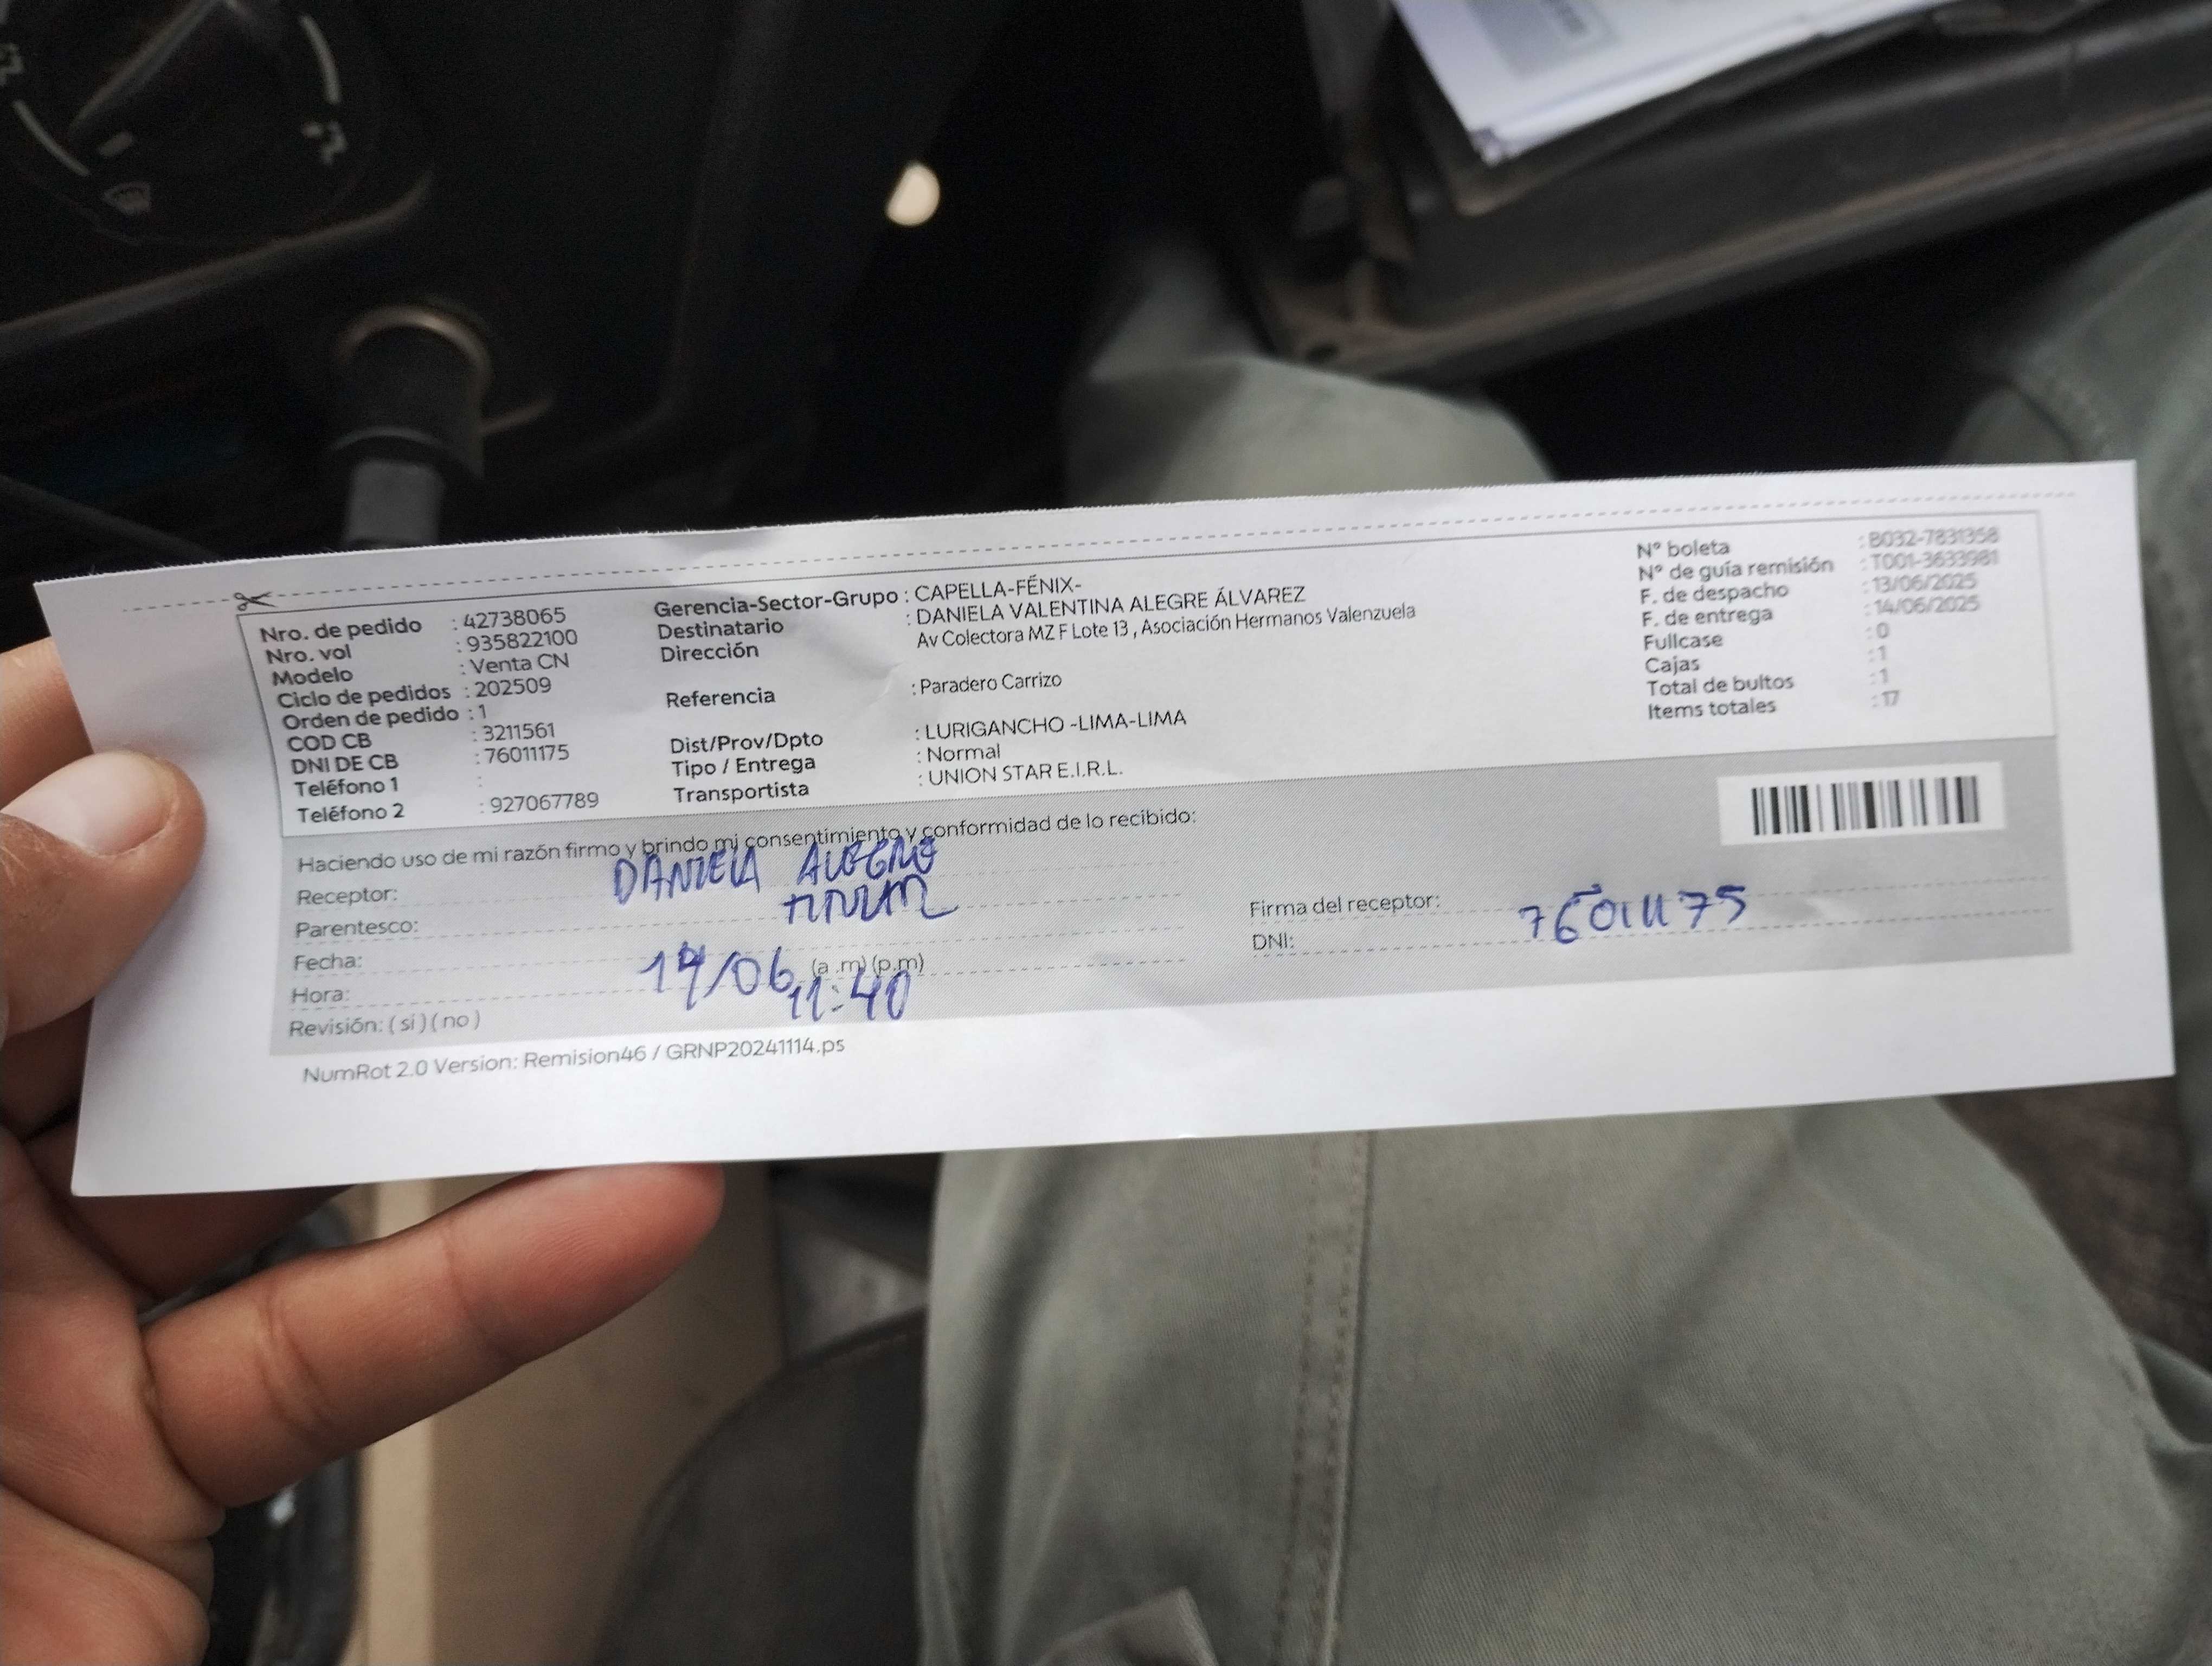 Nro. de pedido : 42738065
Nro. vol : 935822100
Modelo : Venta CN
Ciclo de pedidos : 202509
Orden de pedido : 1
COD CB : 3211561
DNI DE CB : 76011175
Teléfono 1 :
Teléfono 2 : 927067789
Gerencia-Sector-Grupo : CAPELLA-FÉNIX-
Destinatario : DANIELA VALENTINA ALEGRE ÁLVAREZ
Dirección Av Colectora MZ F Lote 13 , Asociación Hermanos Valenzuela
Referencia : Paradero Carrizo
Dist/Prov/Dpto : LURIGANCHO -LIMA-LIMA
Tipo / Entrega : Normal
Transportista : UNION STAR E.I.R.L.
N° boleta : B032-7831358
N° de guía remisión : T001-3633981
F. de despacho : 13/06/2025
F. de entrega : 14/06/2025
Fullcase : 0
Cajas : 1
Total de bultos : 1
Items totales : 17
Haciendo uso de mi razón firmo y brindo mi consentimiento y conformidad de lo recibido:
Receptor: DANIELA ALEGRE
Parentesco:
Fecha: 14/06
Hora: (a .m) (p.m) 11:40
Revisión: ( si ) ( no )
Firma del receptor:
DNI: 76011175
NumRot 2.0 Version: Remision46 / GRNP20241114.ps